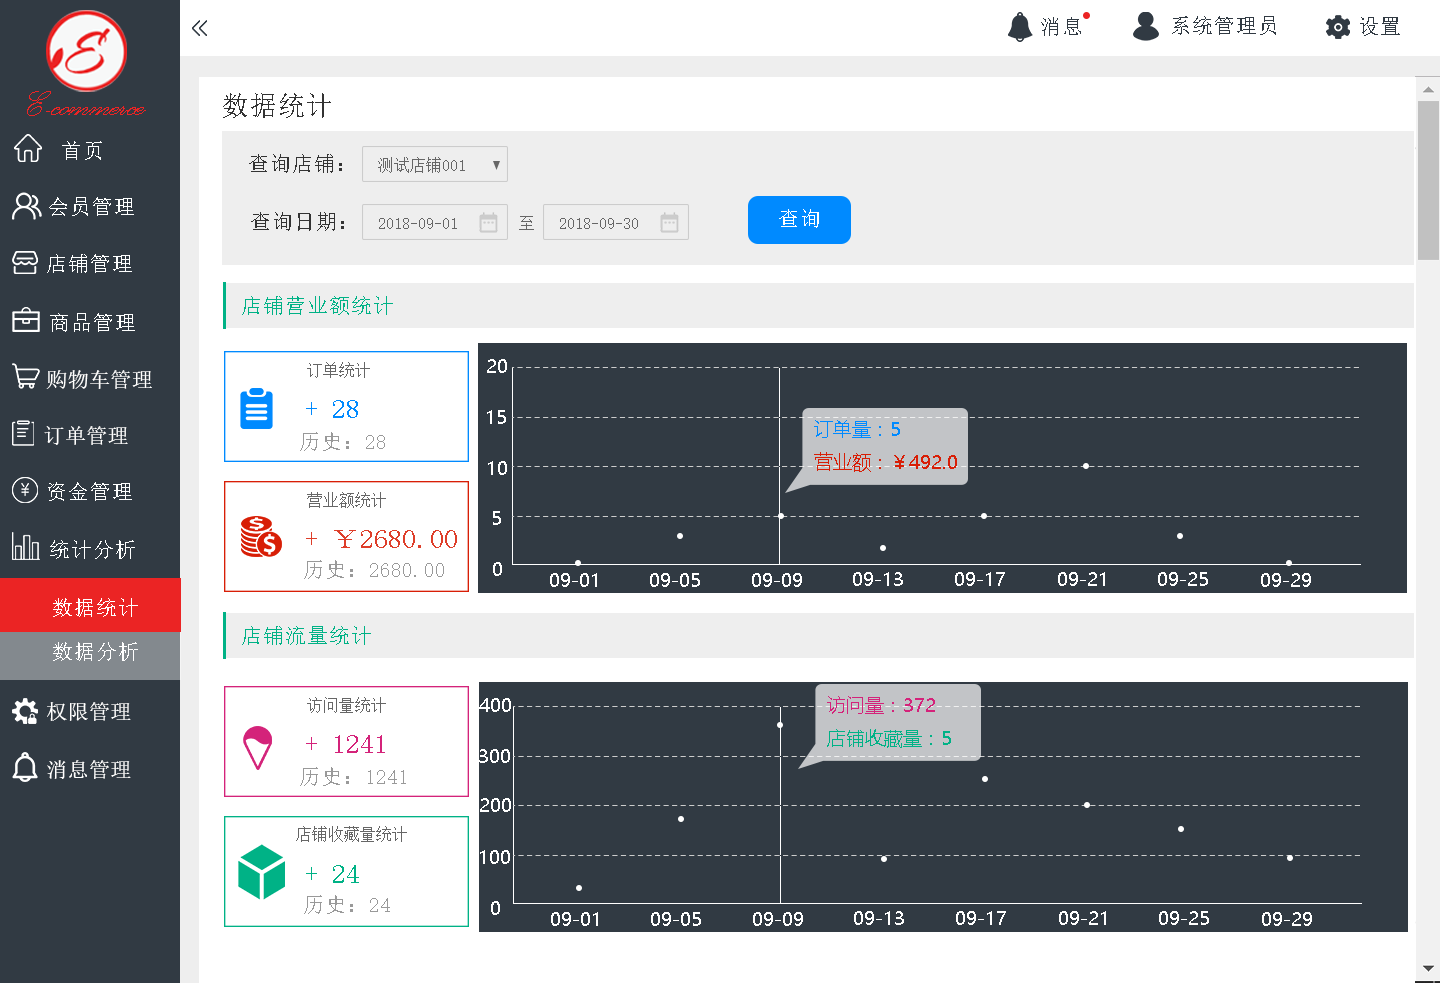 E-commerce
首页
会员管理
店铺管理
商品管理
购物车管理
订单管理
资金管理
统计分析
数据统计
数据分析
权限管理
消息管理
消息
系统管理员
设置
数据统计
查询店铺：
测试店铺001
查询日期：
2018-09-01
至
2018-09-30
查询
店铺营业额统计
订单统计
+ 28
历史：28
营业额统计
+ ￥2680.00
历史：2680.00
20
15
10
5
0
订单量：5
营业额：￥492.0
09-01 09-05 09-09 09-13 09-17 09-21 09-25 09-29
店铺流量统计
访问量统计
+ 1241
历史：1241
店铺收藏量统计
+ 24
历史：24
400
300
200
100
0
访问量：372
店铺收藏量：5
09-01 09-05 09-09 09-13 09-17 09-21 09-25 09-29